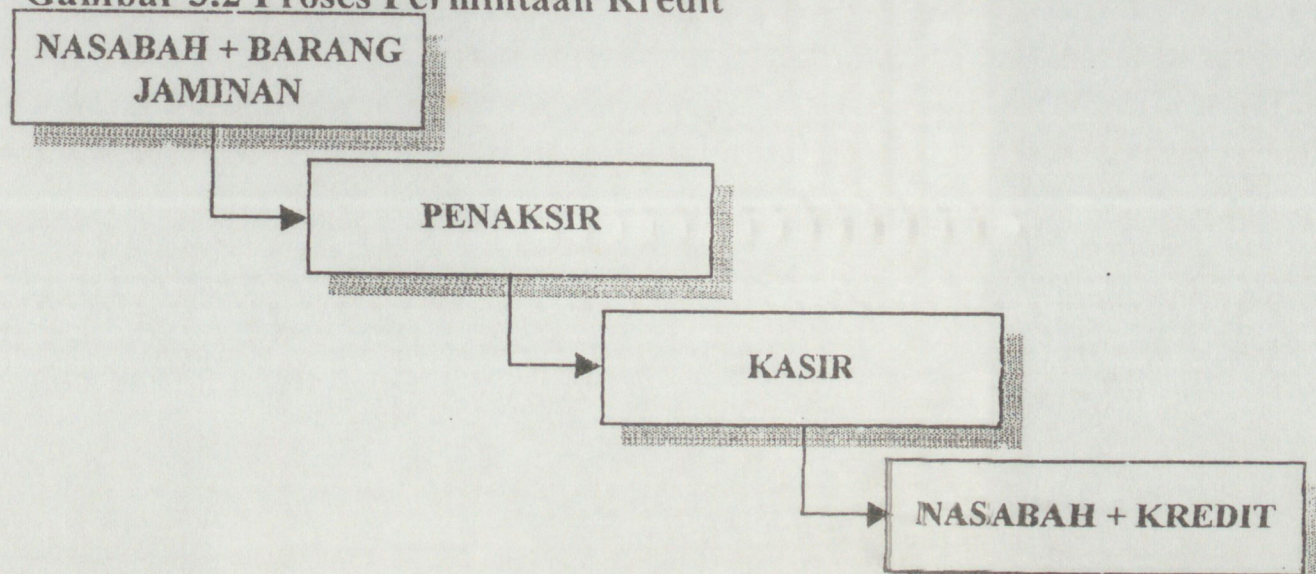 Gambar 3.2 Proses Permintaan Kredit
NASABAH + BARANG
JAMINAN
PENAKSIR
KASIR
NASABAH + KREDIT